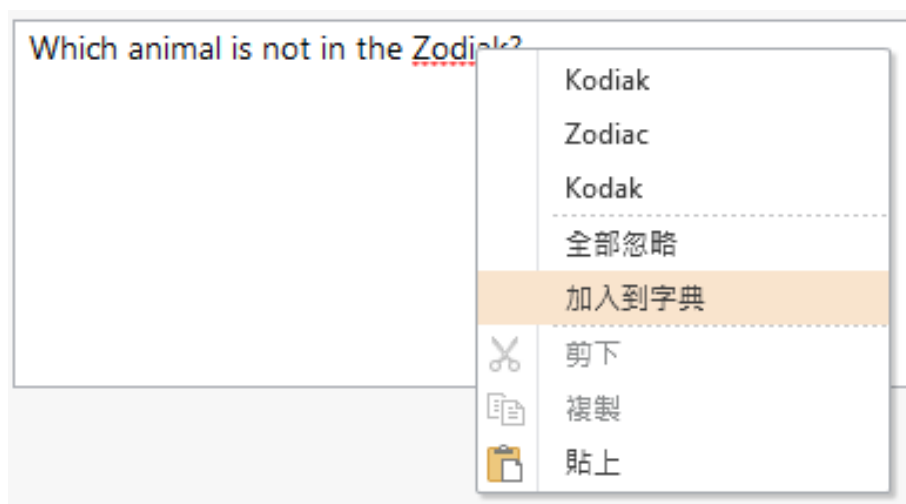 Which animal is not in the Zodiak?
Kodiak
Zodiac
Kodak
全部忽略
加入到字典
剪下
複製
貼上